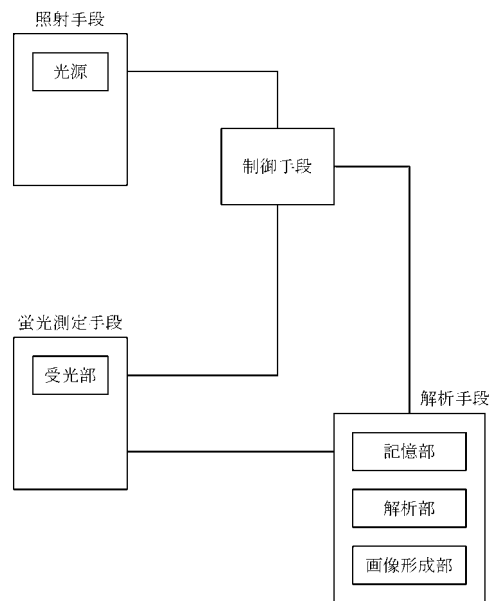 照射手段
光源
制御手段
蛍光測定手段
受光部
解析手段
記憶部
解析部
画像形成部